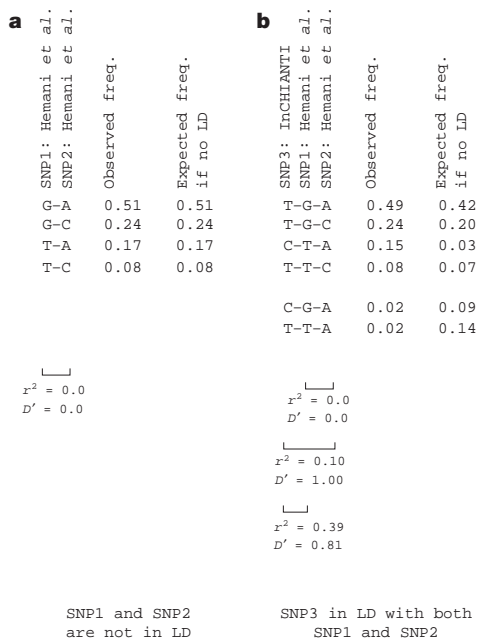 a
SNP1: Hemani et al.
SNP2: Hemani et al.
Observed freq.
Expected freq.
if no LD
G–A 0.51 0.51
G–C 0.24 0.24
T–A 0.17 0.17
T–C 0.08 0.08
r² = 0.0
D′ = 0.0
SNP1 and SNP2
are not in LD
b
SNP3: InCHIANTI
SNP1: Hemani et al.
SNP2: Hemani et al.
Observed freq.
Expected freq.
if no LD
T–G–A 0.49 0.42
T–G–C 0.24 0.20
C–T–A 0.15 0.03
T–T–C 0.08 0.07
C–G–A 0.02 0.09
T–T–A 0.02 0.14
r² = 0.0
D′ = 0.0
r² = 0.10
D′ = 1.00
r² = 0.39
D′ = 0.81
SNP3 in LD with both
SNP1 and SNP2